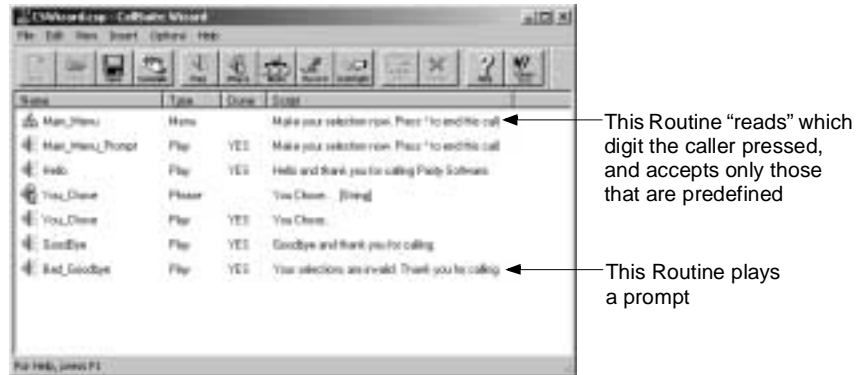 CSWizard.csp - CallSuite Wizard
File Edit View Insert Options Help
Name Type Done Script
Main_Menu Menu Make your selection now. Press * to end this call
Main_Menu_Prompt Play YES Make your selection now. Press * to end this call
Hello Play YES Hello and thank you for calling Software
You_Chose Phrase You Chose... [String]
You_Chose Play YES You Chose...
GoodBye Play YES Goodbye and thank you for calling
Bad_Goodbye Play YES Your selections are invalid. Thank you for calling
For Help, press F1
This Routine “reads” which
digit the caller pressed,
and accepts only those
that are predefined
This Routine plays
a prompt